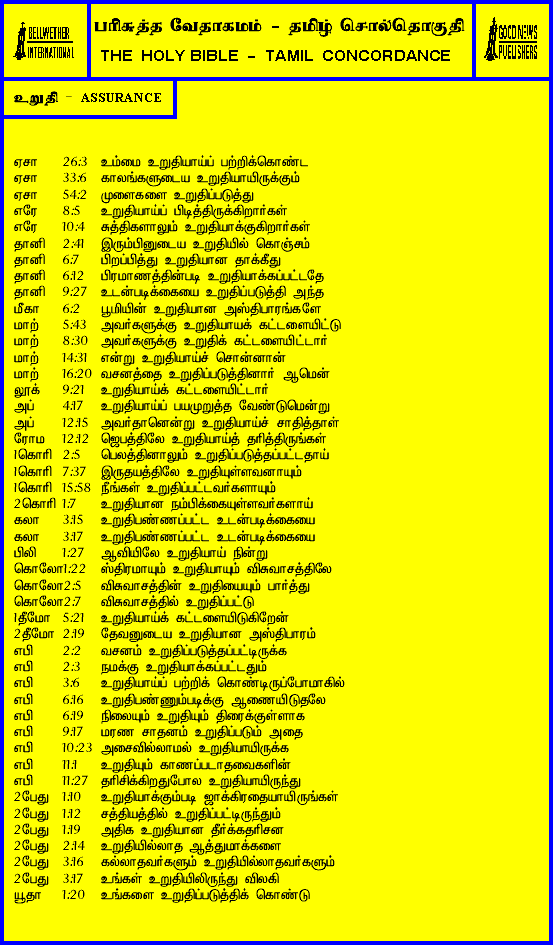 BELLWETHER
INTERNATIONAL
பரிசுத்த வேதாகமம் - தமிழ் சொல்தொகுதி
THE HOLY BIBLE - TAMIL CONCORDANCE
GOOD NEWS
PUBLISHERS
உறுதி - ASSURANCE
ஏசா 26:3 உம்மை உறுதியாய்ப் பற்றிக்கொண்ட
ஏசா 33:6 காலங்களுடைய உறுதியாயிருக்கும்
ஏசா 54:2 முளைகளை உறுதிப்படுத்து
எரே 8:5 உறுதியாய்ப் பிடித்திருக்கிறார்கள்
எரே 10:4 சுத்திகளாலும் உறுதியாக்குகிறார்கள்
தானி 2:41 இரும்பினுடைய உறுதியில் கொஞ்சம்
தானி 6:7 பிறப்பித்து உறுதியான தாக்கீது
தானி 6:12 பிரமாணத்தின்படி உறுதியாக்கப்பட்டதே
தானி 9:27 உடன்படிக்கையை உறுதிப்படுத்தி அந்த
மீகா 6:2 பூமியின் உறுதியான அஸ்திபாரங்களே
மாற் 5:43 அவர்களுக்கு உறுதியாயக் கட்டளையிட்டு
மாற் 8:30 அவர்களுக்கு உறுதிக் கட்டளையிட்டார்
மாற் 14:31 என்று உறுதியாய்ச் சொன்னான்
மாற் 16:20 வசனத்தை உறுதிப்படுத்தினார் ஆமென்
லூக் 9:21 உறுதியாய்க் கட்டளையிட்டார்
அப் 4:17 உறுதியாய்ப் பயமுறுத்த வேண்டுமென்று
அப் 12:15 அவர்தானென்று உறுதியாய்ச் சாதித்தாள்
ரோம 12:12 ஜெபத்திலே உறுதியாய்த் தரித்திருங்கள்
1கொரி 2:5 பெலத்தினாலும் உறுதிப்படுத்தப்பட்டதாய்
1கொரி 7:37 இருதயத்திலே உறுதியுள்ளவனாயும்
1கொரி 15:58 நீங்கள் உறுதிப்பட்டவர்களாயும்
2கொரி 1:7 உறுதியான நம்பிக்கையுள்ளவர்களாய்
கலா 3:15 உறுதிபண்ணப்பட்ட உடன்படிக்கையை
கலா 3:17 உறுதிபண்ணப்பட்ட உடன்படிக்கையை
பிலி 1:27 ஆவியிலே உறுதியாய் நின்று
கொலோ1:22 ஸ்திரமாயும் உறுதியாயும் விசுவாசத்திலே
கொலோ2:5 விசுவாசத்தின் உறுதியையும் பார்த்து
கொலோ2:7 விசுவாசத்தில் உறுதிப்பட்டு
1தீமோ 5:21 உறுதியாய்க் கட்டளையிடுகிறேன்
2தீமோ 2:19 தேவனுடைய உறுதியான அஸ்திபாரம்
எபி 2:2 வசனம் உறுதிப்படுத்தப்பட்டிருக்க
எபி 2:3 நமக்கு உறுதியாக்கப்பட்டதும்
எபி 3:6 உறுதியாய்ப் பற்றிக் கொண்டிருப்போமாகில்
எபி 6:16 உறுதிபண்ணும்படிக்கு ஆணையிடுதலே
எபி 6:19 நிலையும் உறுதியும் திரைக்குள்ளாக
எபி 9:17 மரண சாதனம் உறுதிப்படும் அதை
எபி 10:23 அசைவில்லாமல் உறுதியாயிருக்க
எபி 11:1 உறுதியும் காணப்படாதவைகளின்
எபி 11:27 தரிசிக்கிறதுபோல உறுதியாயிருந்து
2பேது 1:10 உறுதியாக்கும்படி ஜாக்கிரதையாயிருங்கள்
2பேது 1:12 சத்தியத்தில் உறுதிப்பட்டிருந்தும்
2பேது 1:19 அதிக உறுதியான தீர்க்கதரிசன
2பேது 2:14 உறுதியில்லாத ஆத்துமாக்களை
2பேது 3:16 கல்லாதவர்களும் உறுதியில்லாதவர்களும்
2பேது 3:17 உங்கள் உறுதியிலிருந்து விலகி
யூதா 1:20 உங்களை உறுதிப்படுத்திக் கொண்டு